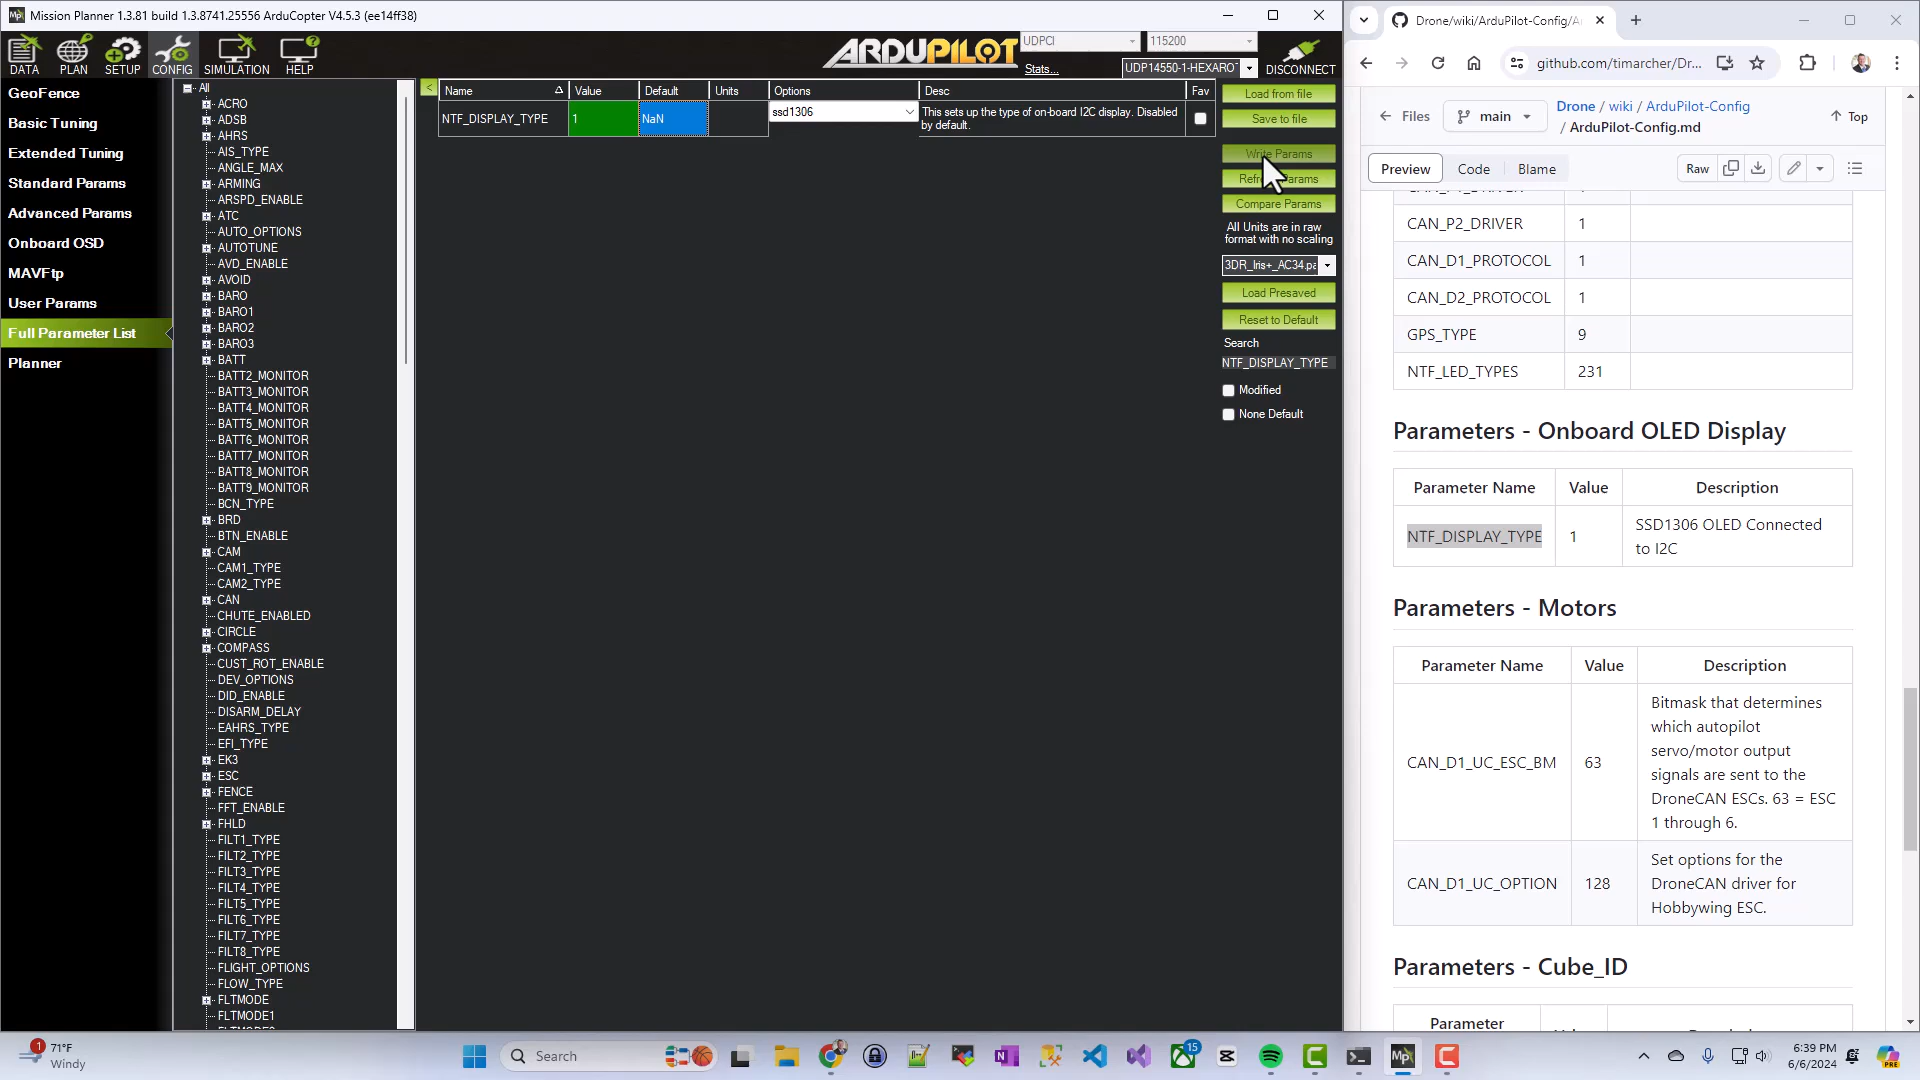 Mission Planner 1.3.81 build 1.3.8741.25556 ArduCopter V4.5.3 (ee14ff38)
DATA
PLAN
SETUP
CONFIG
SIMULATION
HELP
ARDUPILOT
UDPCl
115200
Stats...
UDP14550-1-HEXARO
DISCONNECT
GeoFence
Basic Tuning
Extended Tuning
Standard Params
Advanced Params
Onboard OSD
MAVFtp
User Params
Full Parameter List
Planner
All
ACRO
ADSB
AHRS
AIS_TYPE
ANGLE_MAX
ARMING
ARSPD_ENABLE
ATC
AUTO_OPTIONS
AUTOTUNE
AVD_ENABLE
AVOID
BARO
BARO1
BARO2
BARO3
BATT
BATT2_MONITOR
BATT3_MONITOR
BATT4_MONITOR
BATT5_MONITOR
BATT6_MONITOR
BATT7_MONITOR
BATT8_MONITOR
BATT9_MONITOR
BCN_TYPE
BRD
BTN_ENABLE
CAM
CAM1_TYPE
CAM2_TYPE
CAN
CHUTE_ENABLED
CIRCLE
COMPASS
CUST_ROT_ENABLE
DEV_OPTIONS
DID_ENABLE
DISARM_DELAY
EAHRS_TYPE
EFI_TYPE
EK3
ESC
FENCE
FFT_ENABLE
FHLD
FILT1_TYPE
FILT2_TYPE
FILT3_TYPE
FILT4_TYPE
FILT5_TYPE
FILT6_TYPE
FILT7_TYPE
FILT8_TYPE
FLIGHT_OPTIONS
FLOW_TYPE
FLTMODE
FLTMODE1
< Name Value Default Units Options Desc Fav
NTF_DISPLAY_TYPE 1 NaN ssd1306 This sets up the type of on-board I2C display. Disabled
by default.
Load from file
Save to file
Write Params
Refr Params
Compare Params
All Units are in raw
format with no scaling
3DR_Iris+_AC34.pa
Load Presaved
Reset to Default
Search
NTF_DISPLAY_TYPE
Modified
None Default
Drone/wiki/ArduPilot-Config/A
github.com/timarcher/Dr...
Files
main
Drone / wiki / ArduPilot-Config
/ ArduPilot-Config.md
Top
Preview Code Blame Raw
CAN_P2_DRIVER 1
CAN_D1_PROTOCOL 1
CAN_D2_PROTOCOL 1
GPS_TYPE 9
NTF_LED_TYPES 231
Parameters - Onboard OLED Display
Parameter Name Value Description
NTF_DISPLAY_TYPE 1 SSD1306 OLED Connected
to I2C
Parameters - Motors
Parameter Name Value Description
CAN_D1_UC_ESC_BM 63 Bitmask that determines
which autopilot
servo/motor output
signals are sent to the
DroneCAN ESCs. 63 = ESC
1 through 6.
CAN_D1_UC_OPTION 128 Set options for the
DroneCAN driver for
Hobbywing ESC.
Parameters - Cube_ID
Parameter
1
71°F
Windy
Search
15
6:39 PM
6/6/2024